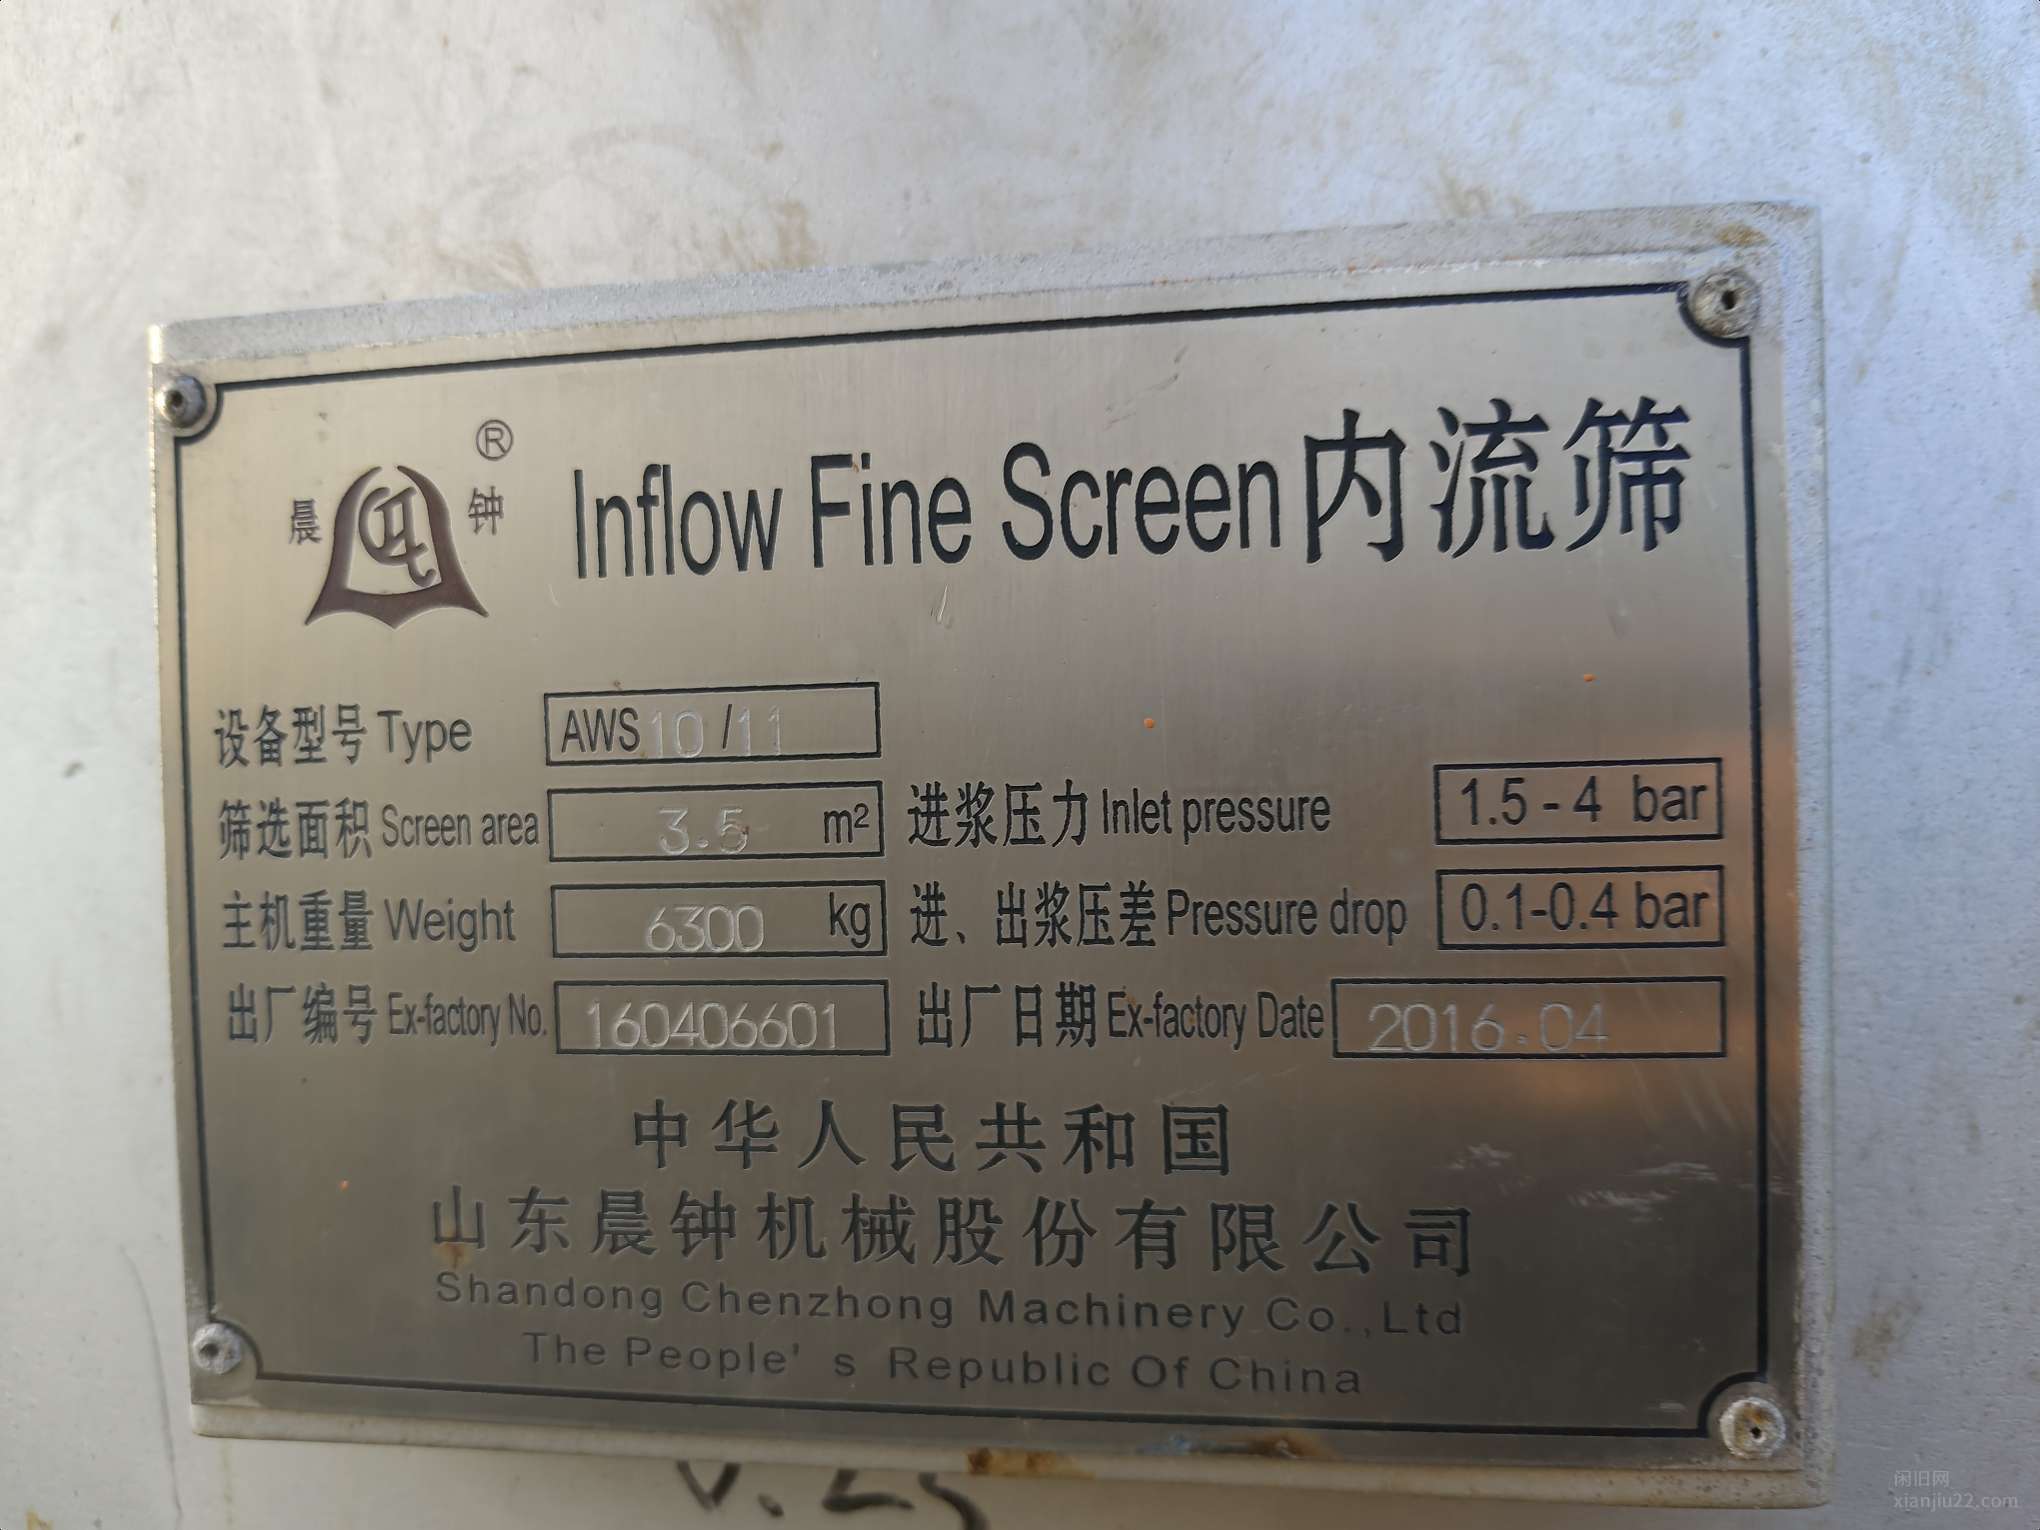 晨 钟 ®
Inflow Fine Screen 内流筛
设备型号 Type AWS 10 / 11
筛选面积 Screen area 3.5 m² 进浆压力 Inlet pressure 1.5 - 4 bar
主机重量 Weight 6300 kg 进、出浆压差 Pressure drop 0.1-0.4 bar
出厂编号 Ex-factory No. 160406601 出厂日期 Ex-factory Date 2016.04
中华人民共和国
山东晨钟机械股份有限公司
Shandong Chenzhong Machinery Co.,Ltd
The People's Republic Of China
闲旧网
xianjiu22.com